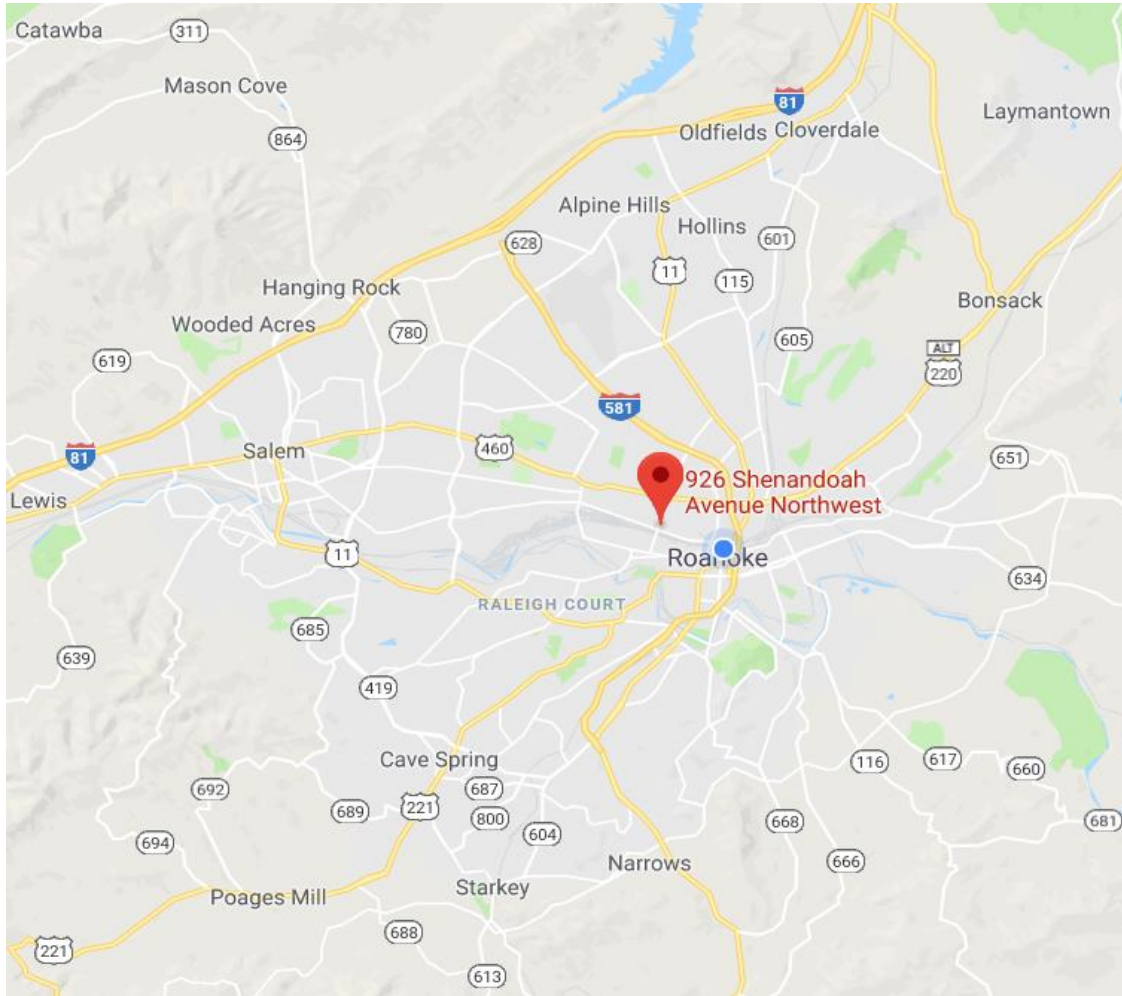 Catawba
311
Mason Cove
864
81
Laymantown
Oldfields
Cloverdale
Alpine Hills
Hollins
628
601
11
115
Hanging Rock
Bonsack
Wooded Acres
780
605
619
ALT
220
581
Salem
460
81
651
926 Shenandoah
Avenue Northwest
Lewis
11
Roanoke
634
RALEIGH COURT
685
639
419
Cave Spring
116
617
660
692
687
221
689
800
681
604
668
694
666
Narrows
Starkey
Poages Mill
688
221
613